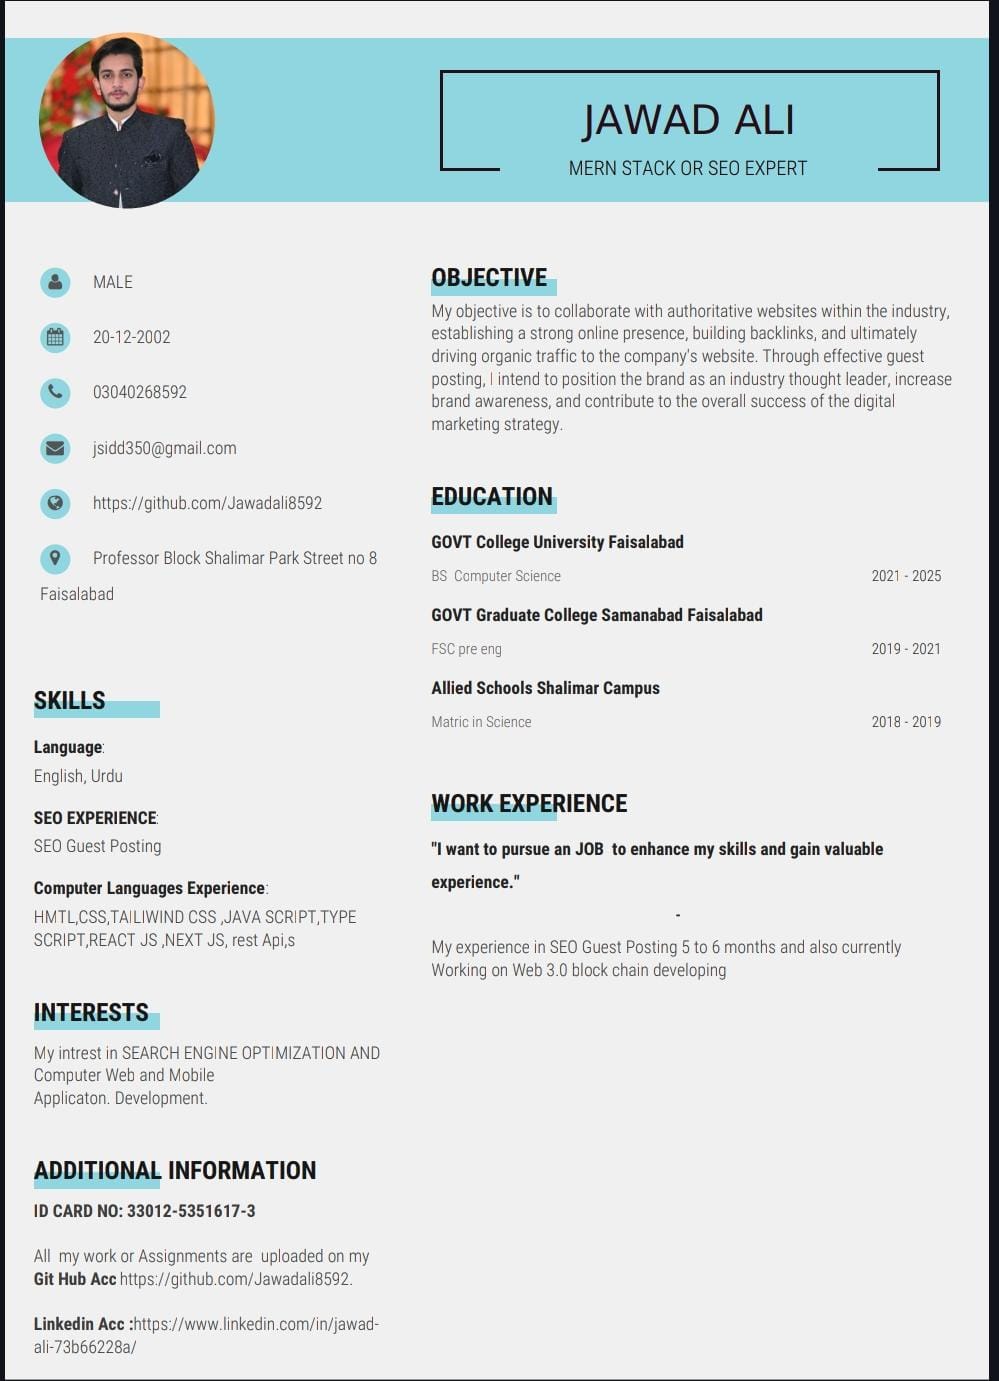 JAWAD ALI
MERN STACK OR SEO EXPERT
MALE
20-12-2002
03040268592
jsidd350@gmail.com
https://github.com/Jawadali8592
Professor Block Shalimar Park Street no 8
Faisalabad
SKILLS
Language:
English, Urdu
SEO EXPERIENCE:
SEO Guest Posting
Computer Languages Experience:
HMTL,CSS,TAILIWIND CSS ,JAVA SCRIPT,TYPE
SCRIPT,REACT JS ,NEXT JS, rest Api,s
INTERESTS
My intrest in SEARCH ENGINE OPTIMIZATION AND
Computer Web and Mobile
Applicaton. Development.
ADDITIONAL INFORMATION
ID CARD NO: 33012-5351617-3
All  my work or Assignments are  uploaded on my
Git Hub Acc https://github.com/Jawadali8592.
Linkedin Acc :https://www.linkedin.com/in/jawad-
ali-73b66228a/
OBJECTIVE
My objective is to collaborate with authoritative websites within the industry,
establishing a strong online presence, building backlinks, and ultimately
driving organic traffic to the company's website. Through effective guest
posting, I intend to position the brand as an industry thought leader, increase
brand awareness, and contribute to the overall success of the digital
marketing strategy.
EDUCATION
GOVT College University Faisalabad
BS  Computer Science 2021 - 2025
GOVT Graduate College Samanabad Faisalabad
FSC pre eng 2019 - 2021
Allied Schools Shalimar Campus
Matric in Science 2018 - 2019
WORK EXPERIENCE
"I want to pursue an JOB  to enhance my skills and gain valuable
experience."
-
My experience in SEO Guest Posting 5 to 6 months and also currently
Working on Web 3.0 block chain developing